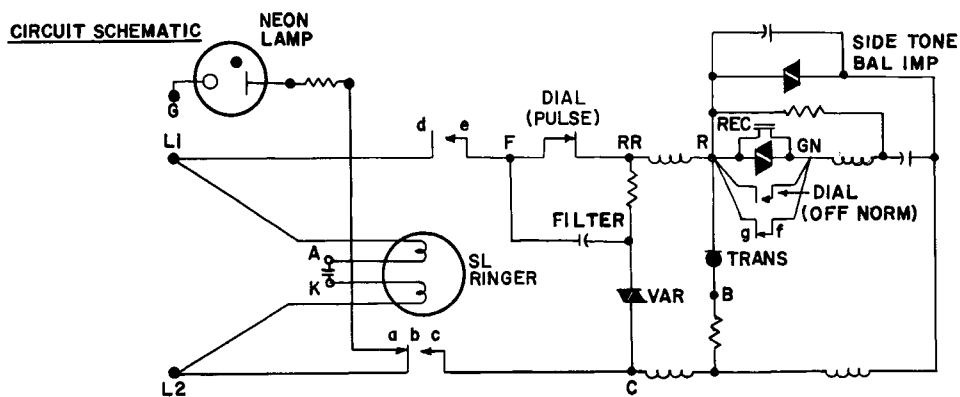 CIRCUIT SCHEMATIC
NEON
LAMP
G
SIDE TONE
BAL IMP
DIAL
(PULSE)
REC
L1
d
e
F
RR
R
GN
DIAL
(OFF NORM)
g
f
FILTER
A
K
SL
RINGER
TRANS
VAR
B
a
b
c
L2
C